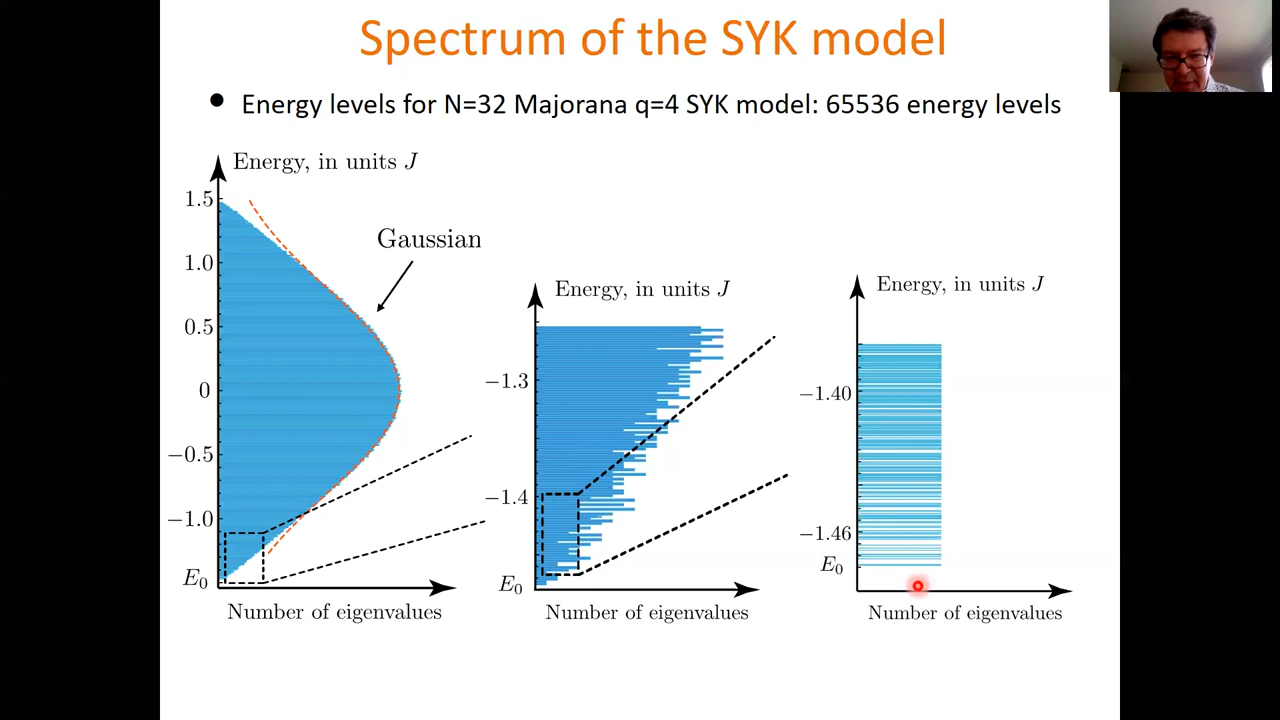 Spectrum of the SYK model
• Energy levels for N=32 Majorana q=4 SYK model: 65536 energy levels
Energy, in units J
1.5
1.0
0.5
0
−0.5
−1.0
E₀
Gaussian
Number of eigenvalues
Energy, in units J
−1.3
−1.4
E₀
Number of eigenvalues
Energy, in units J
−1.40
−1.46
E₀
Number of eigenvalues